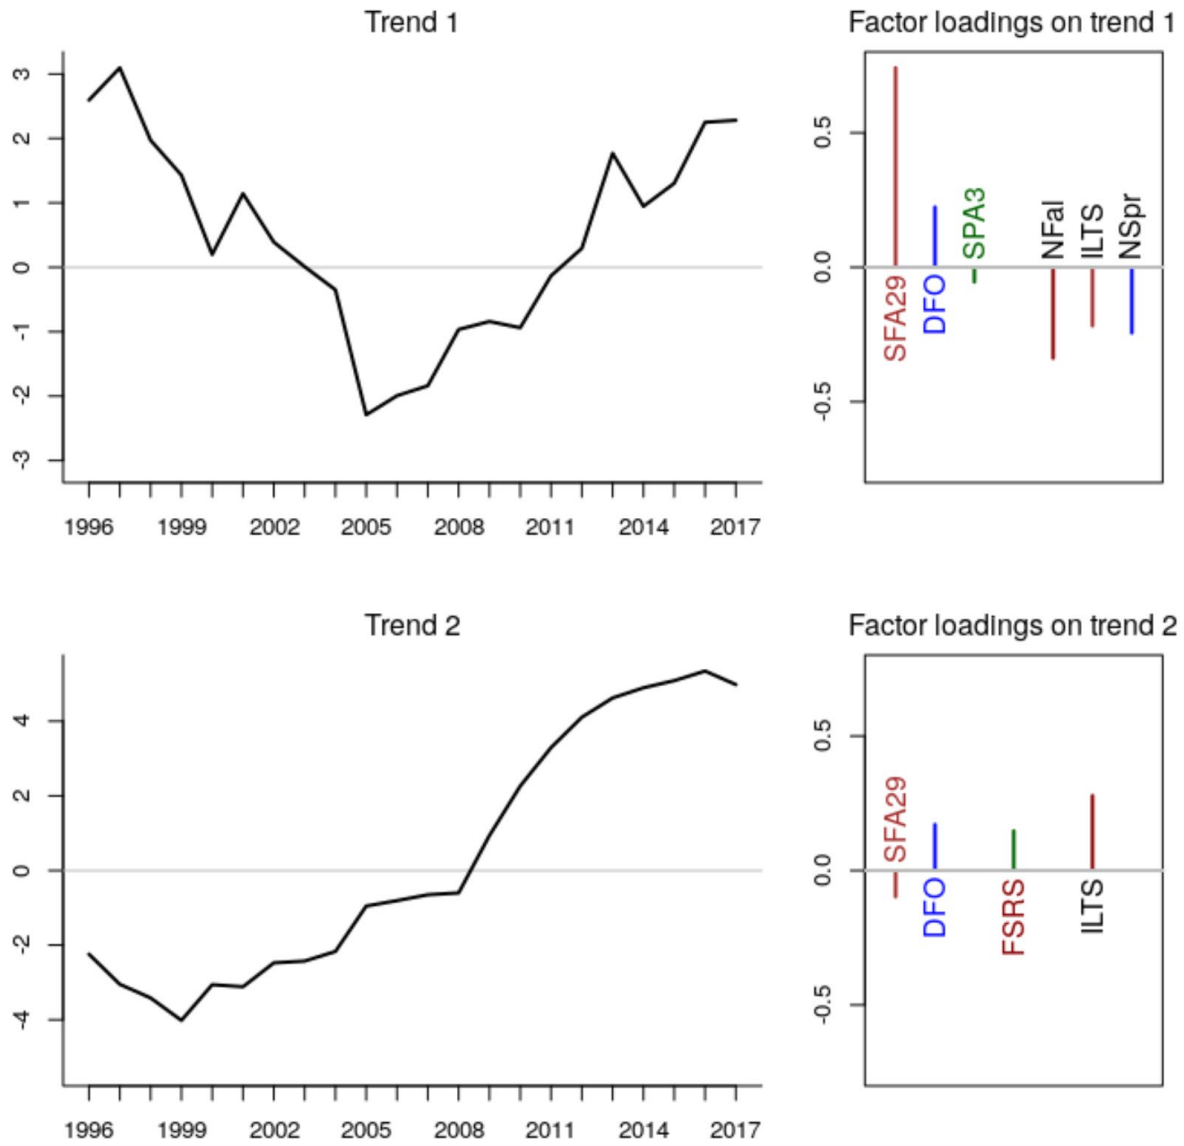 Trend 1
Factor loadings on trend 1
3
2
1
0
-1
-2
-3
1996 1999 2002 2005 2008 2011 2014 2017
0.5
0.0
-0.5
SFA29
DFO
SPA3
NFal
ILTS
NSpr
Trend 2
Factor loadings on trend 2
4
2
0
-2
-4
1996 1999 2002 2005 2008 2011 2014 2017
0.5
0.0
-0.5
SFA29
DFO
FSRS
ILTS